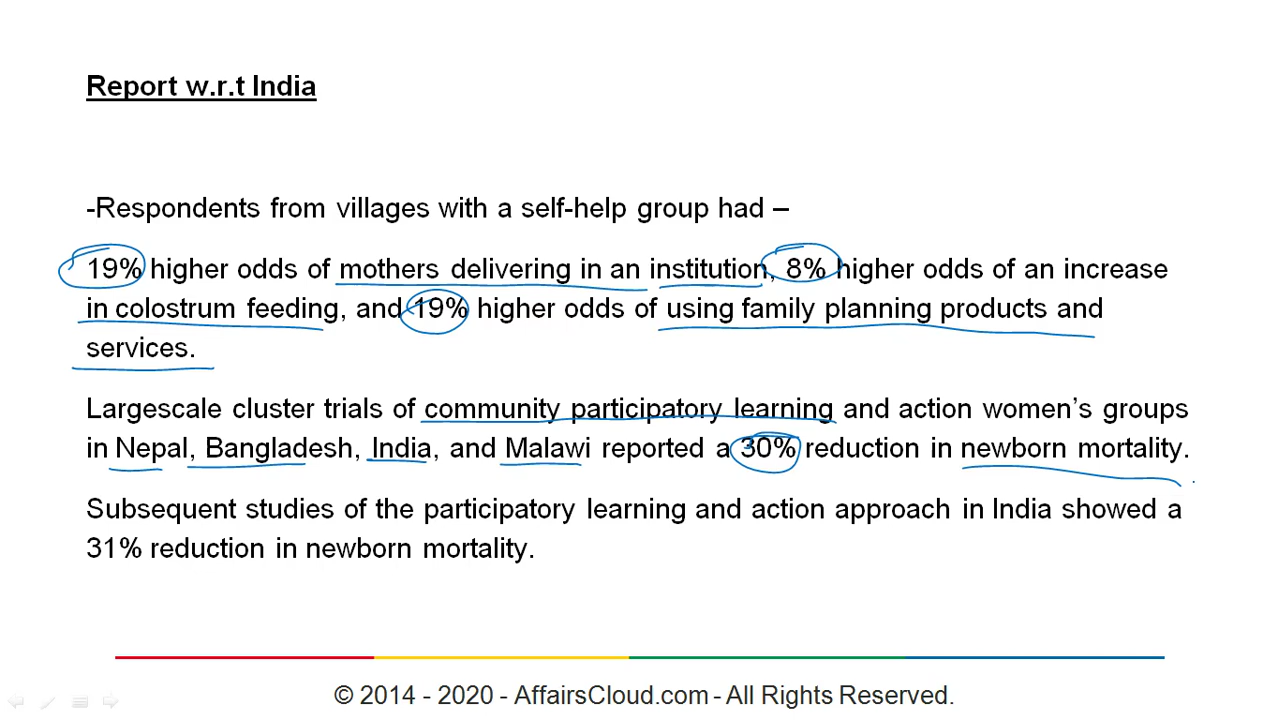 Report w.r.t India
-Respondents from villages with a self-help group had –
19% higher odds of mothers delivering in an institution, 8% higher odds of an increase
in colostrum feeding, and 19% higher odds of using family planning products and
services.
Largescale cluster trials of community participatory learning and action women’s groups
in Nepal, Bangladesh, India, and Malawi reported a 30% reduction in newborn mortality.
Subsequent studies of the participatory learning and action approach in India showed a
31% reduction in newborn mortality.
© 2014 - 2020 - AffairsCloud.com - All Rights Reserved.